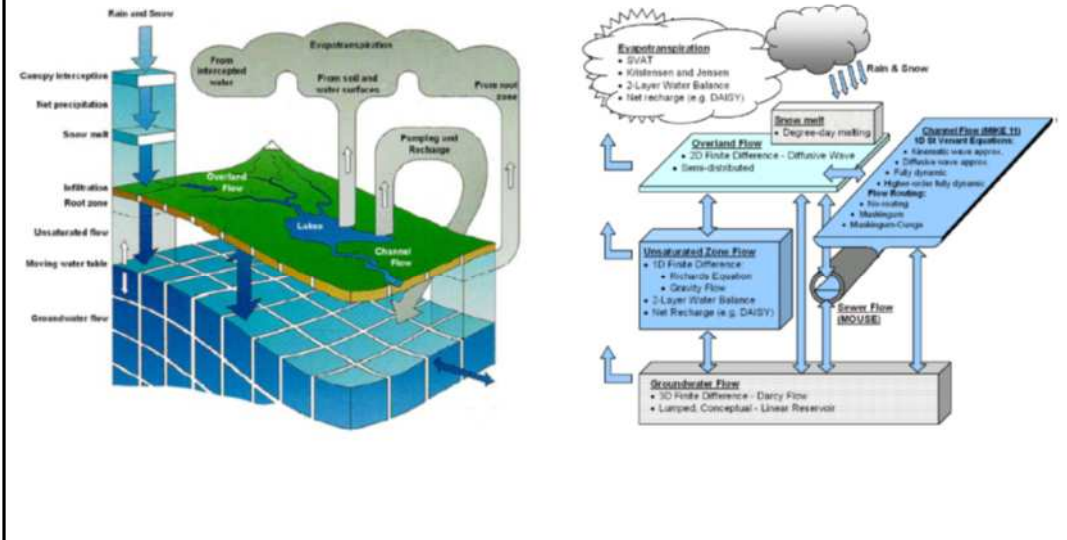 Rain and Snow
Canopy interception
Net precipitation
Snow melt
Infiltration
Root zone
Unsaturated flow
Moving water table
Groundwater flow
Evapotranspiration
From
intercepted
water
From soil and
water surfaces
From root
zone
Pumping and
Recharge
Overland
Flow
Lakes
Channel
Flow
Evapotranspiration
• SVAT
• Kristensen and Jensen
• 2-Layer Water Balance
• Net recharge (e.g. DAISY)
Rain & Snow
Snow melt
• Degree-day melting
Overland Flow
• 2D Finite Difference - Diffusive Wave
• Semi-distributed
Channel Flow (MIKE 11)
1D St Venant Equations:
• Kinematic wave approx.
• Diffusive wave approx.
• Fully dynamic
• Higher-order fully dynamic
Flow Routing:
• No-routing
• Muskingum
• Muskingum-Cunge
Unsaturated Zone Flow
• 1D Finite Difference:
• Richards Equation
• Gravity Flow
• 2-Layer Water Balance
• Net Recharge (e.g. DAISY)
Sewer Flow
(MOUSE)
Groundwater Flow
• 3D Finite Difference - Darcy Flow
• Lumped, Conceptual - Linear Reservoir